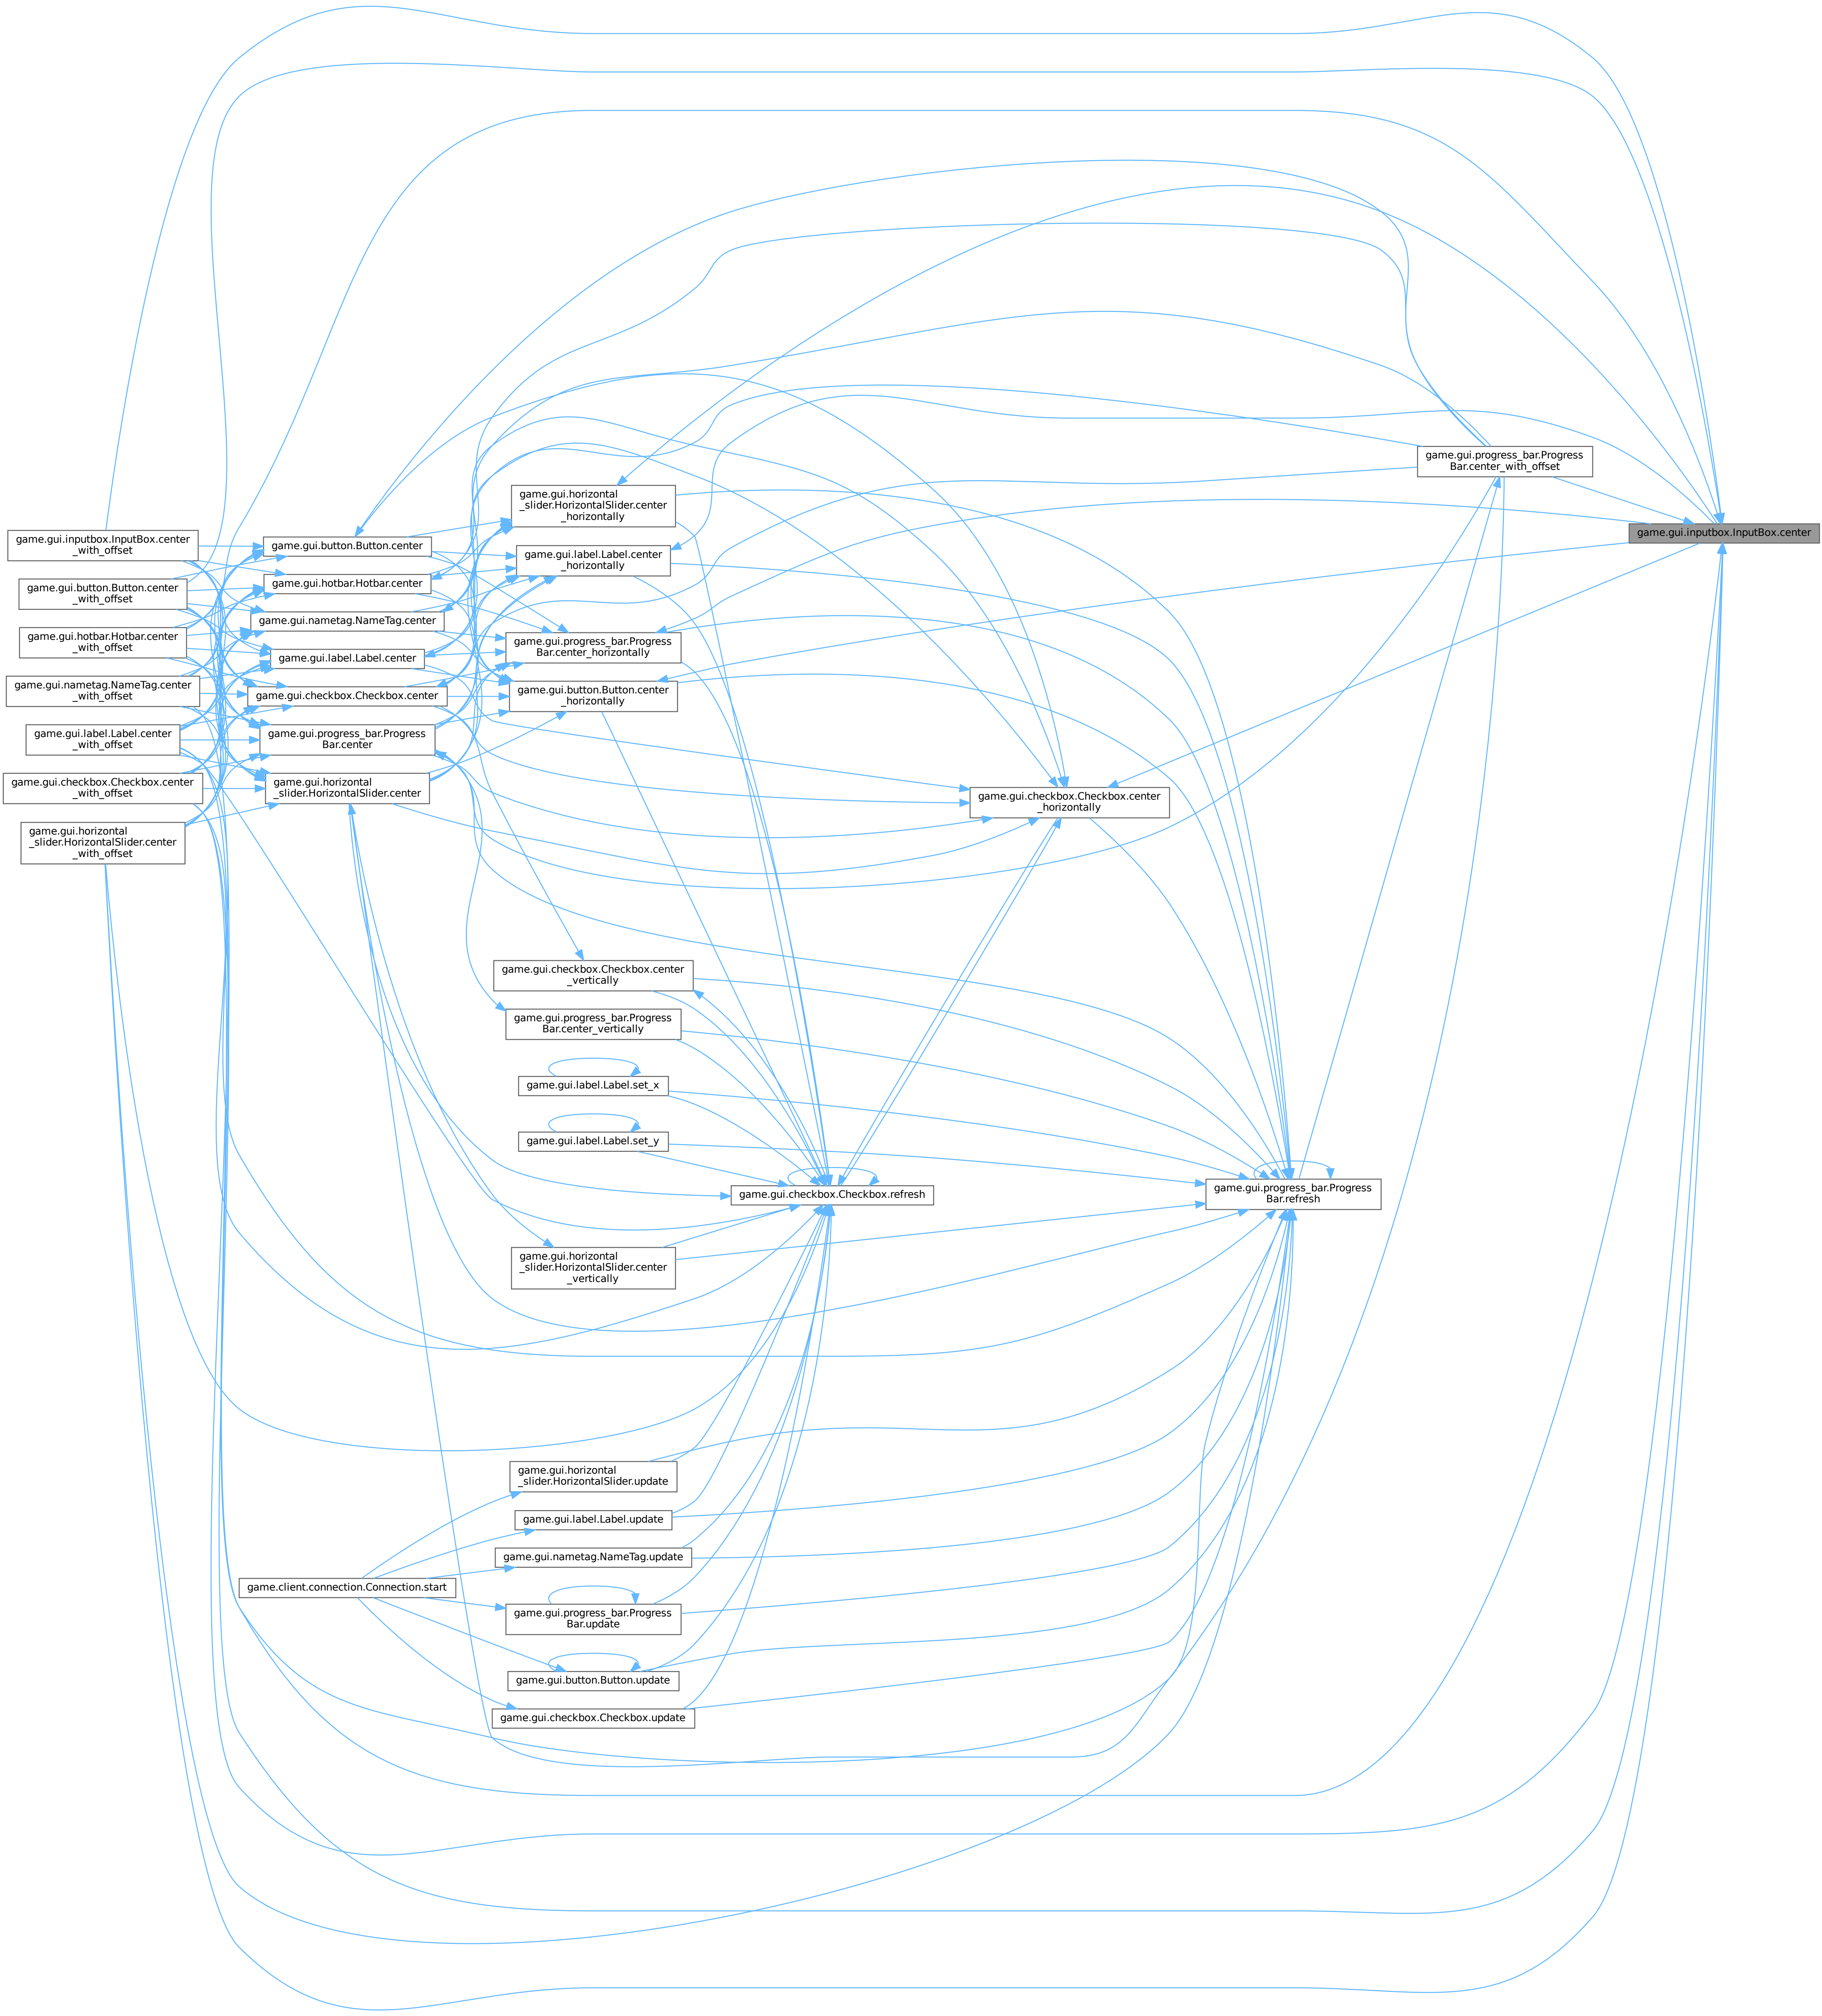 game.gui.inputbox.InputBox.center
_with_offset
game.gui.button.Button.center
_with_offset
game.gui.hotbar.Hotbar.center
_with_offset
game.gui.nametag.NameTag.center
_with_offset
game.gui.label.Label.center
_with_offset
game.gui.checkbox.Checkbox.center
_with_offset
game.gui.horizontal
_slider.HorizontalSlider.center
_with_offset
game.gui.button.Button.center
game.gui.hotbar.Hotbar.center
game.gui.nametag.NameTag.center
game.gui.label.Label.center
game.gui.checkbox.Checkbox.center
game.gui.progress_bar.Progress
Bar.center
game.gui.horizontal
_slider.HorizontalSlider.center
game.client.connection.Connection.start
game.gui.horizontal
_slider.HorizontalSlider.center
_horizontally
game.gui.label.Label.center
_horizontally
game.gui.progress_bar.Progress
Bar.center_horizontally
game.gui.button.Button.center
_horizontally
game.gui.checkbox.Checkbox.center
_vertically
game.gui.progress_bar.Progress
Bar.center_vertically
game.gui.label.Label.set_x
game.gui.label.Label.set_y
game.gui.horizontal
_slider.HorizontalSlider.center
_vertically
game.gui.horizontal
_slider.HorizontalSlider.update
game.gui.label.Label.update
game.gui.nametag.NameTag.update
game.gui.progress_bar.Progress
Bar.update
game.gui.button.Button.update
game.gui.checkbox.Checkbox.update
game.gui.checkbox.Checkbox.refresh
game.gui.checkbox.Checkbox.center
_horizontally
game.gui.progress_bar.Progress
Bar.refresh
game.gui.progress_bar.Progress
Bar.center_with_offset
game.gui.inputbox.InputBox.center